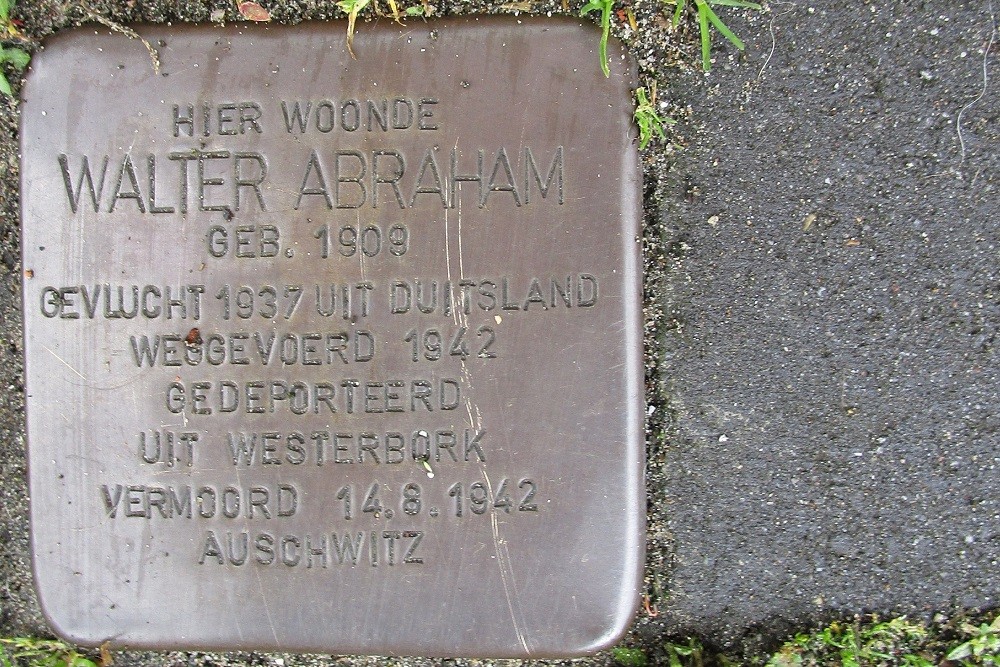 HIER WOONDE
WALTER ABRAHAM
GEB. 1909
GEVLUCHT 1937 UIT DUITSLAND
WEGGEVOERD 1942
GEDEPORTEERD
UIT WESTERBORK
VERMOORD 14.8.1942
AUSCHWITZ